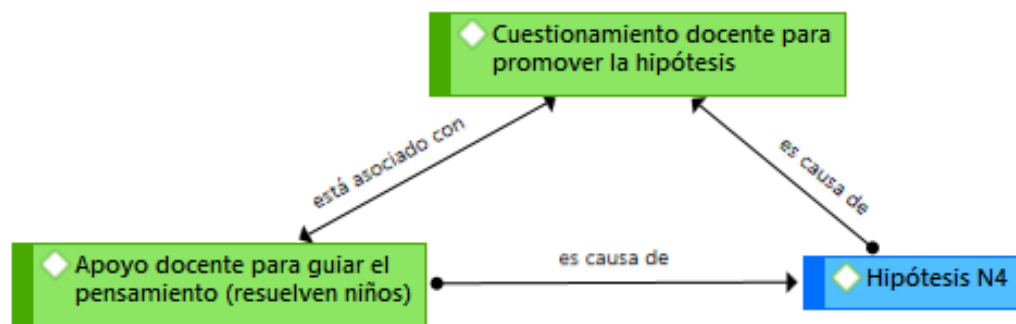 Cuestionamiento docente para
promover la hipótesis
está asociado con
es causa de
Apoyo docente para guiar el
pensamiento (resuelven niños)
es causa de
Hipótesis N4